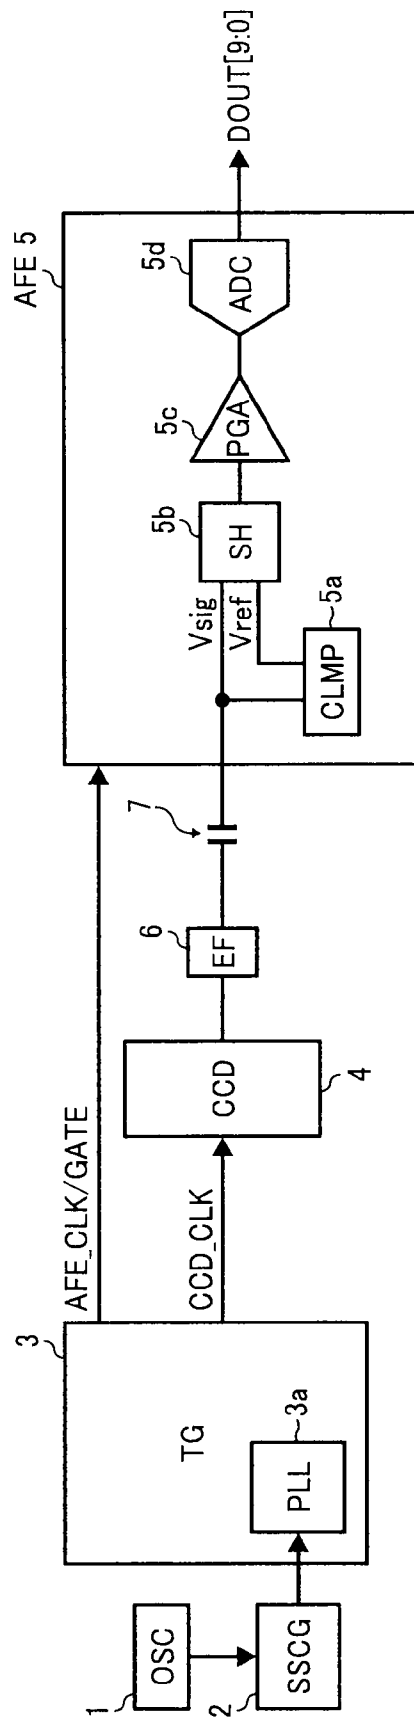 1
OSC
2
SSCG
3
TG
3a
PLL
AFE_CLK/GATE
CCD_CLK
CCD
4
6
EF
7
AFE 5
Vsig
Vref
CLMP
5a
5b
SH
5c
PGA
5d
ADC
DOUT[9:0]